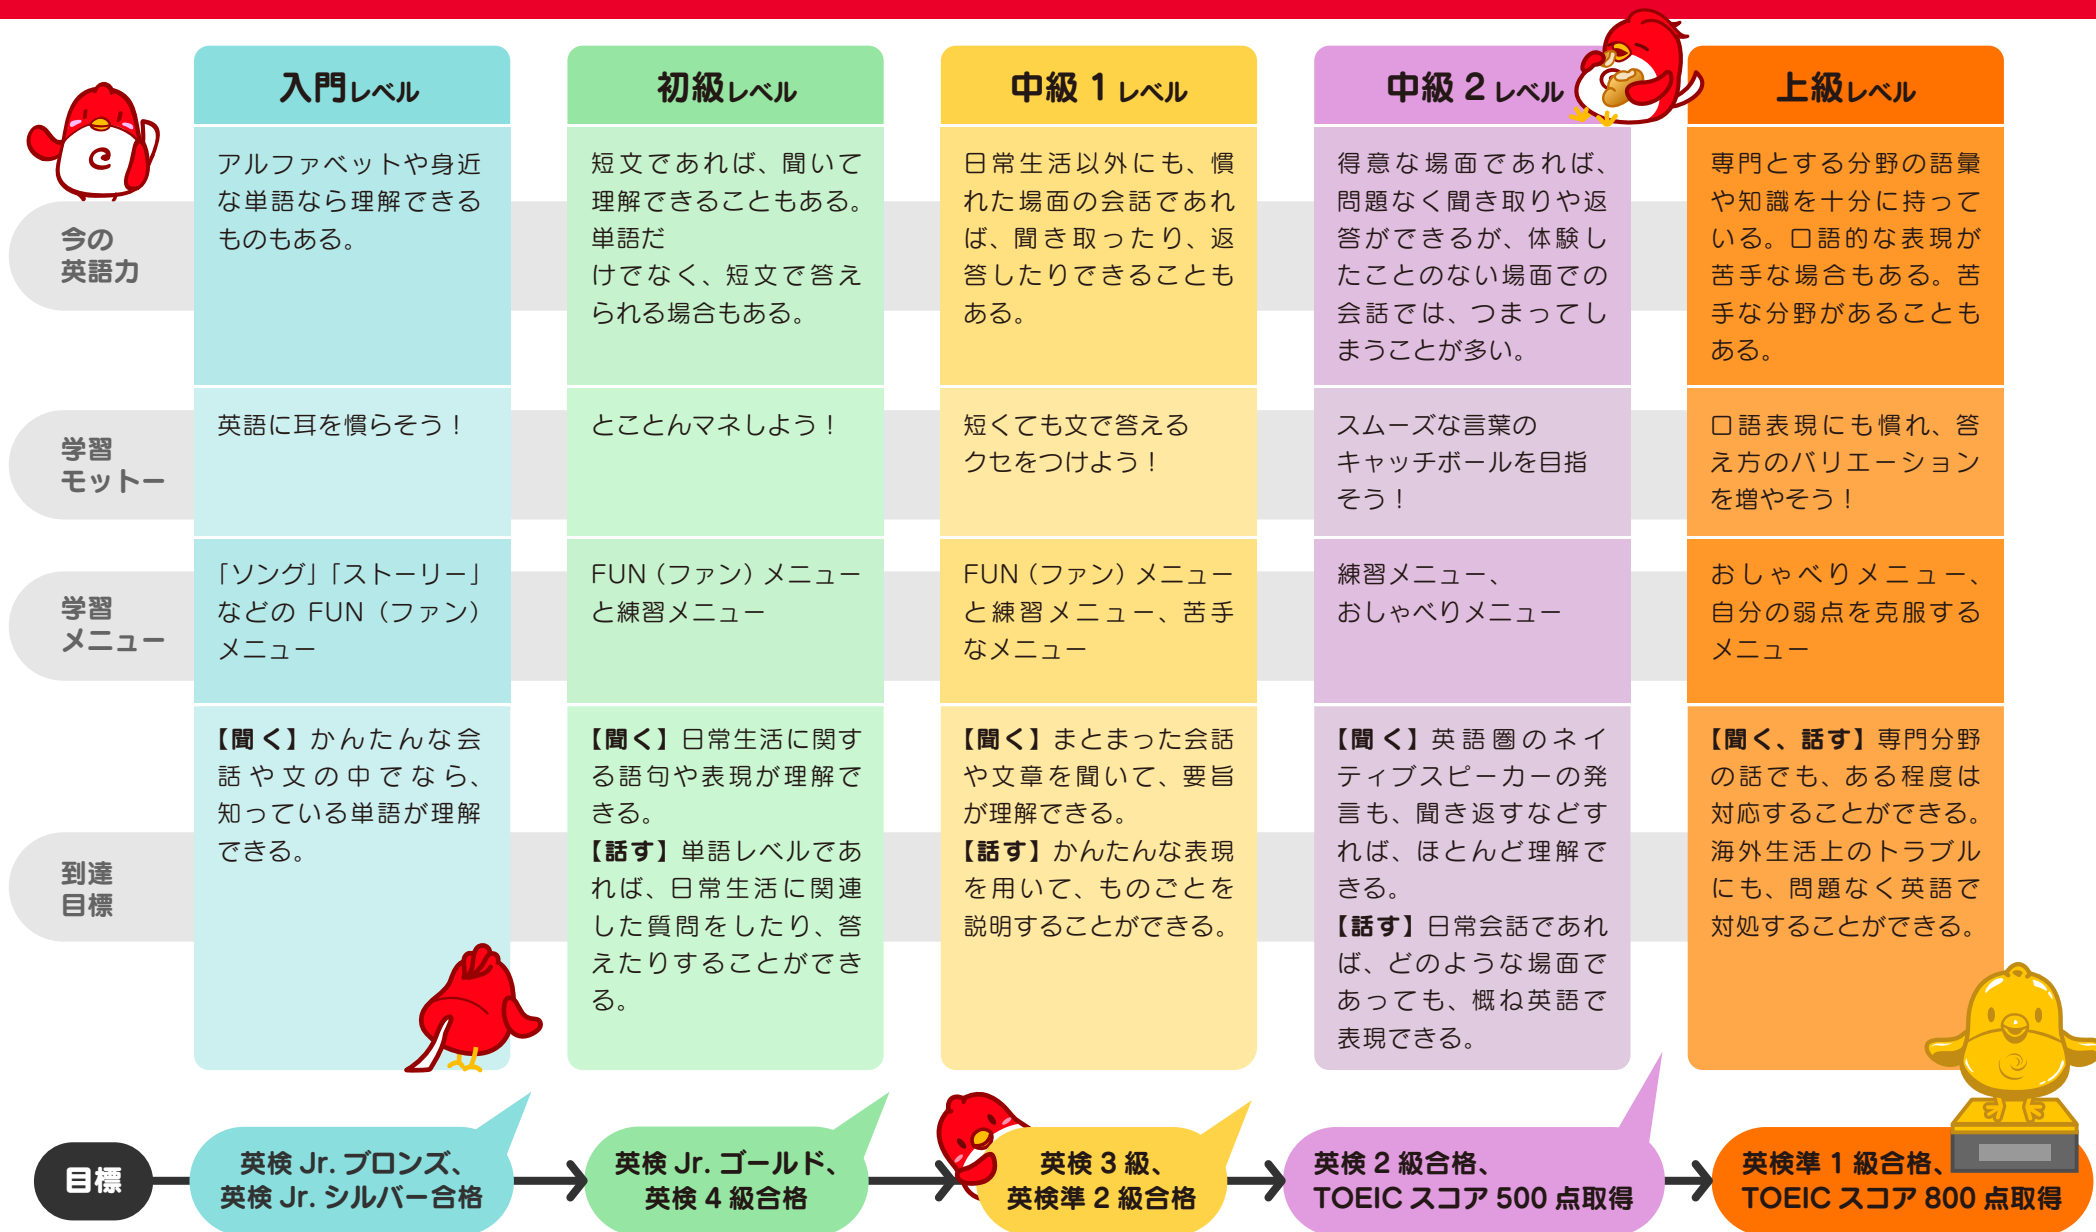 入門レベル
初級レベル
中級 1 レベル
中級 2 レベル
上級レベル
今の
英語力
アルファベットや身近
な単語なら理解できる
ものもある。
短文であれば、聞いて
理解できることもある。
単語だ
けでなく、短文で答え
られる場合もある。
日常生活以外にも、慣
れた場面の会話であれ
ば、聞き取ったり、返
答したりできることも
ある。
得意な場面であれば、
問題なく聞き取りや返
答ができるが、体験し
たことのない場面での
会話では、つまってし
まうことが多い。
専門とする分野の語彙
や知識を十分に持って
いる。口語的な表現が
苦手な場合もある。苦
手な分野があることも
ある。
学習
モットー
英語に耳を慣らそう！
とことんマネしよう！
短くても文で答える
クセをつけよう！
スムーズな言葉の
キャッチボールを目指
そう！
口語表現にも慣れ、答
え方のバリエーション
を増やそう！
学習
メニュー
「ソング」「ストーリー」
などの FUN（ファン）
メニュー
FUN（ファン）メニュー
と練習メニュー
FUN（ファン）メニュー
と練習メニュー、苦手
なメニュー
練習メニュー、
おしゃべりメニュー
おしゃべりメニュー、
自分の弱点を克服する
メニュー
到達
目標
【聞く】かんたんな会
話や文の中でなら、
知っている単語が理解
できる。
【聞く】日常生活に関す
る語句や表現が理解で
きる。
【話す】単語レベルであ
れば、日常生活に関連
した質問をしたり、答
えたりすることができ
る。
【聞く】まとまった会話
や文章を聞いて、要旨
が理解できる。
【話す】かんたんな表現
を用いて、ものごとを
説明することができる。
【聞く】英語圏のネイ
ティブスピーカーの発
言も、聞き返すなどす
れば、ほとんど理解で
きる。
【話す】日常会話であれ
ば、どのような場面で
あっても、概ね英語で
表現できる。
【聞く、話す】専門分野
の話でも、ある程度は
対応することができる。
海外生活上のトラブル
にも、問題なく英語で
対処することができる。
目標
英検 Jr. ブロンズ、
英検 Jr. シルバー合格
英検 Jr. ゴールド、
英検 4 級合格
英検 3 級、
英検準 2 級合格
英検 2 級合格、
TOEIC スコア 500 点取得
英検準 1 級合格、
TOEIC スコア 800 点取得